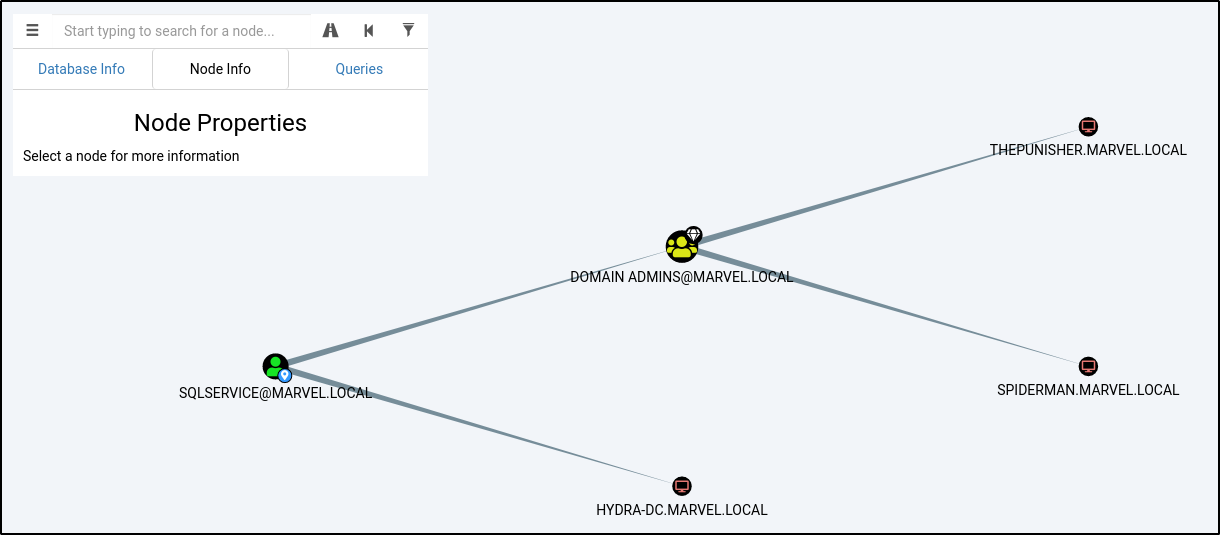 Start typing to search for a node...
Database Info
Node Info
Queries
Node Properties
Select a node for more information
THEPUNISHER.MARVEL.LOCAL
DOMAIN ADMINS@MARVEL.LOCAL
SQLSERVICE@MARVEL.LOCAL
SPIDERMAN.MARVEL.LOCAL
HYDRA-DC.MARVEL.LOCAL